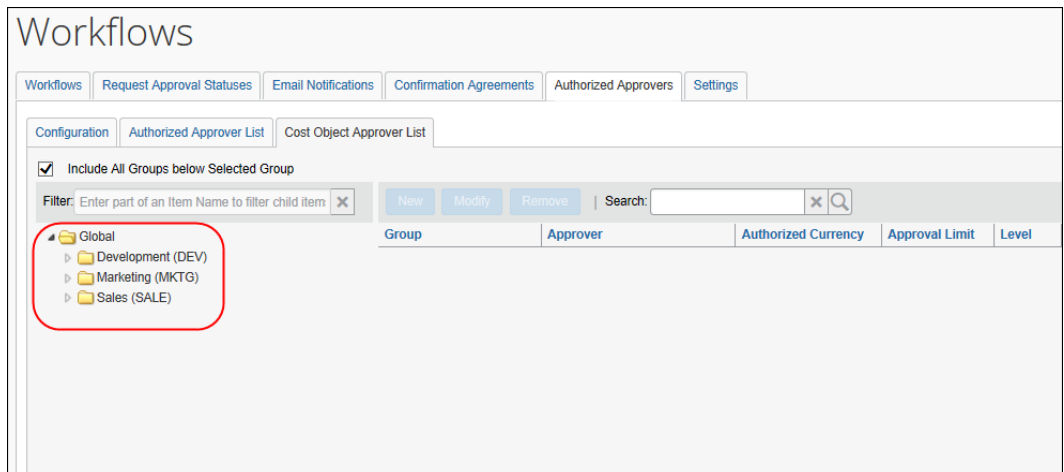 Workflows
Workflows Request Approval Statuses Email Notifications Confirmation Agreements Authorized Approvers Settings
Configuration Authorized Approver List Cost Object Approver List
Include All Groups below Selected Group
Filter: Enter part of an Item Name to filter child item New Modify Remove | Search:
Group Approver Authorized Currency Approval Limit Level
Global
Development (DEV)
Marketing (MKTG)
Sales (SALE)